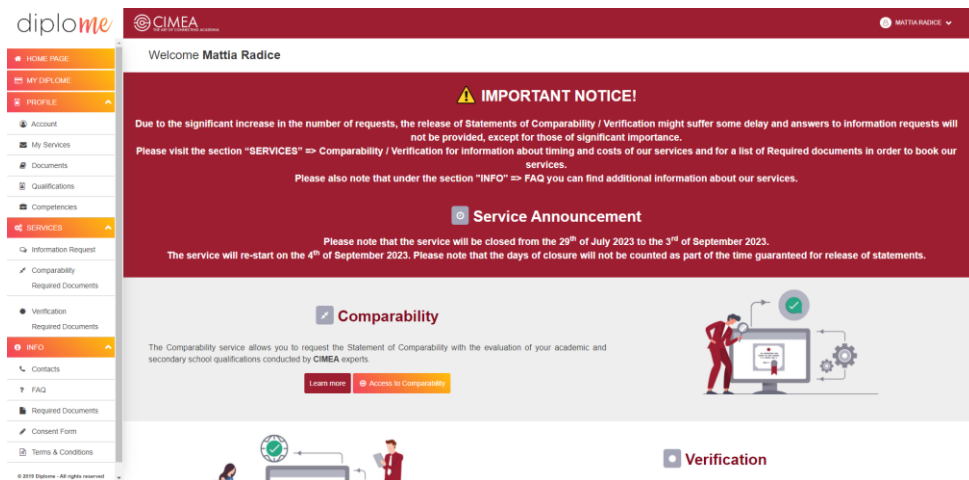 diplome
CIMEA
THE ART OF CONNECTING ACADEMIA
MATTIA RADICE
HOME PAGE
MY DIPLOME
PROFILE
Account
My Services
Documents
Qualifications
Competencies
SERVICES
Information Request
Comparability
Required Documents
Verification
Required Documents
INFO
Contacts
FAQ
Required Documents
Consent Form
Terms & Conditions
© 2019 Diplome - All rights reserved
Welcome Mattia Radice
IMPORTANT NOTICE!
Due to the significant increase in the number of requests, the release of Statements of Comparability / Verification might suffer some delay and answers to information requests will
not be provided, except for those of significant importance.
Please visit the section "SERVICES" => Comparability / Verification for information about timing and costs of our services and for a list of Required documents in order to book our
services.
Please also note that under the section "INFO" => FAQ you can find additional information about our services.
Service Announcement
Please note that the service will be closed from the 29th of July 2023 to the 3rd of September 2023.
The service will re-start on the 4th of September 2023. Please note that the days of closure will not be counted as part of the time guaranteed for release of statements.
Comparability
The Comparability service allows you to request the Statement of Comparability with the evaluation of your academic and
secondary school qualifications conducted by CIMEA experts.
Learn more
Access to Comparability
Verification